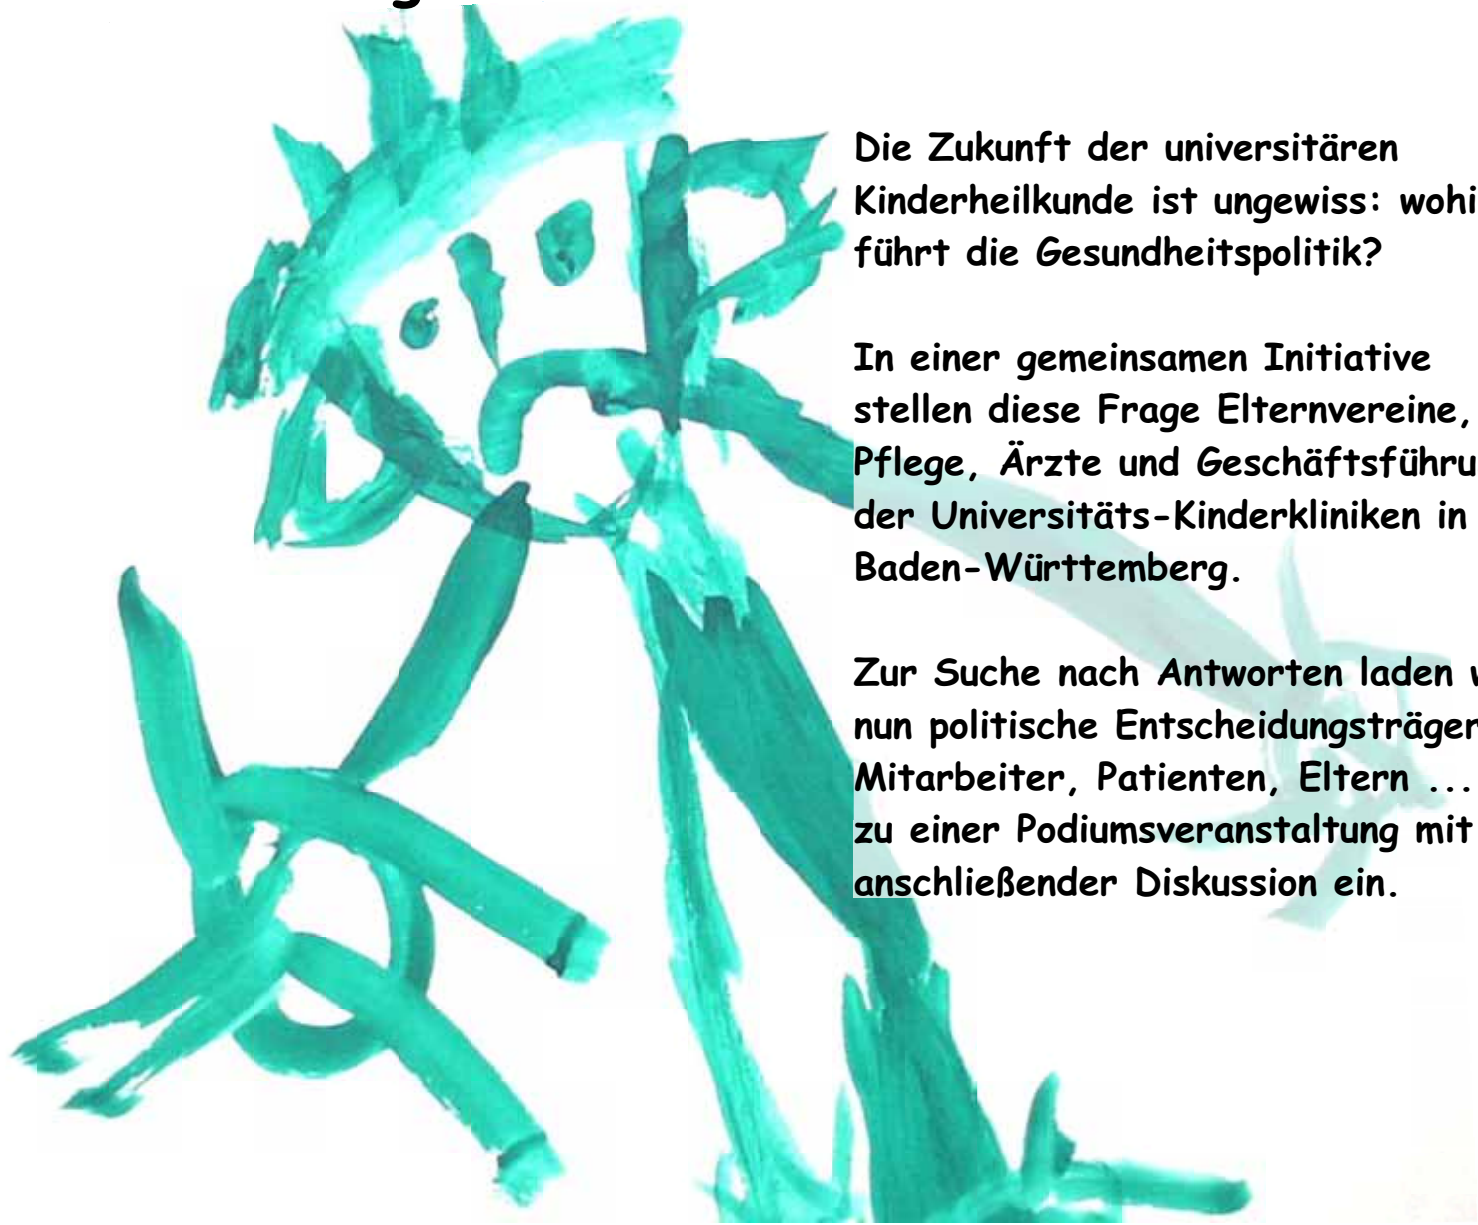 Die Zukunft der universitären
Kinderheilkunde ist ungewiss: wohi
führt die Gesundheitspolitik?
In einer gemeinsamen Initiative
stellen diese Frage Elternvereine,
Pflege, Ärzte und Geschäftsführu
der Universitäts-Kinderkliniken in
Baden-Württemberg.
Zur Suche nach Antworten laden w
nun politische Entscheidungsträger
Mitarbeiter, Patienten, Eltern ...
zu einer Podiumsveranstaltung mit
anschließender Diskussion ein.